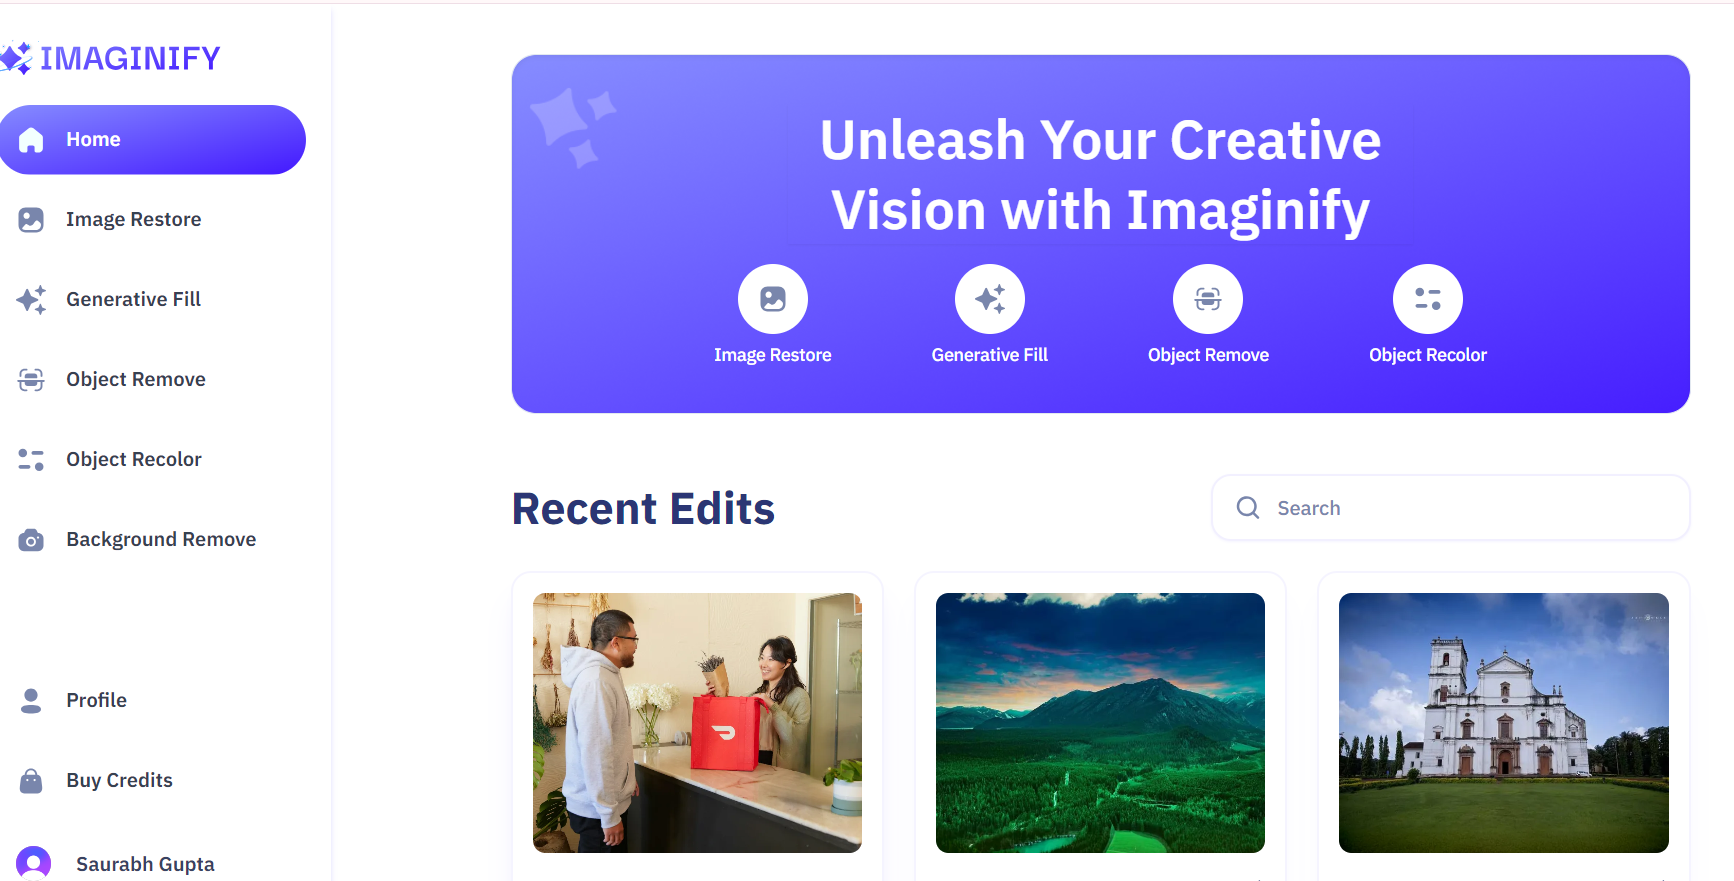 IMAGINIFY
Home
Image Restore
Generative Fill
Object Remove
Object Recolor
Background Remove
Profile
Buy Credits
Saurabh Gupta
Unleash Your Creative
Vision with Imaginify
Image Restore
Generative Fill
Object Remove
Object Recolor
Recent Edits
Search